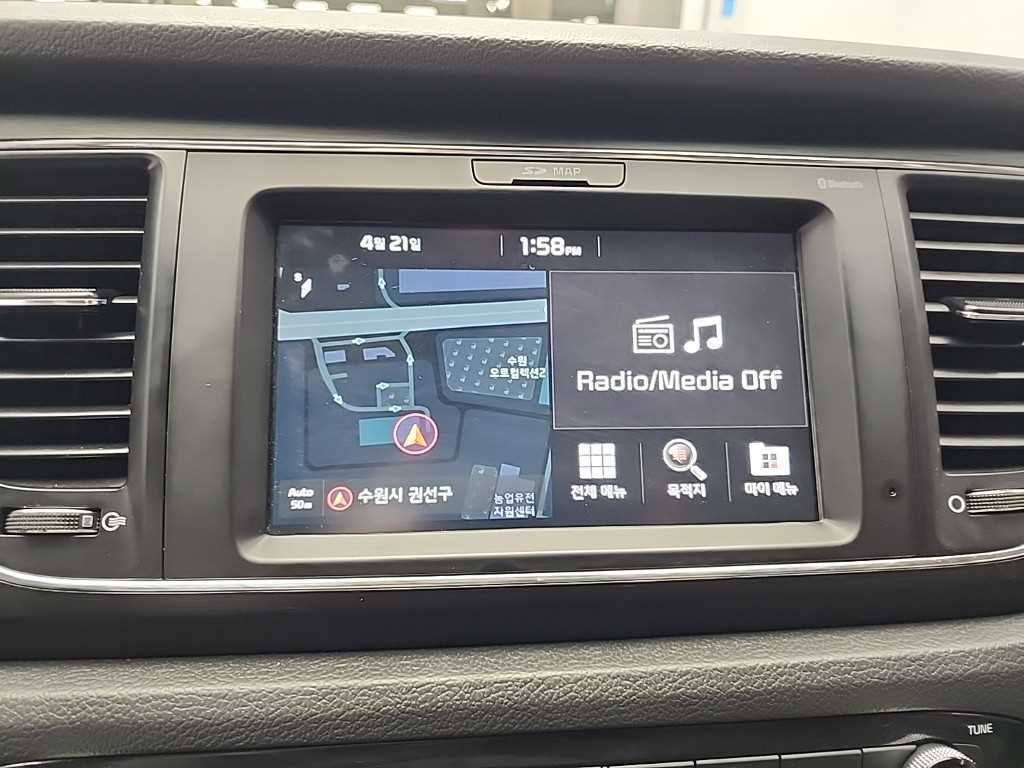 SD MAP
Bluetooth
4월 21일
1:58PM
S
수원
오토컬렉션2
Radio/Media Off
Auto
50m
수원시 권선구
농업유전
자원센터
전체 메뉴
목적지
마이 메뉴
TUNE